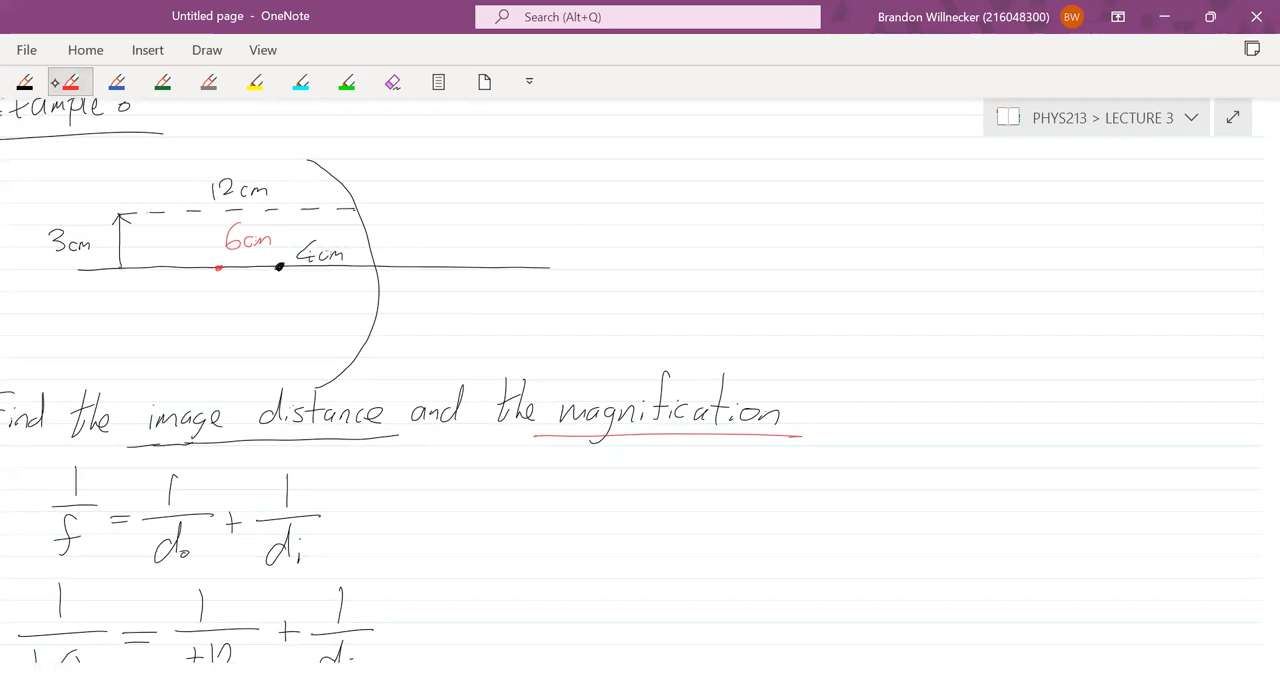 Untitled page - OneNote
Search (Alt+Q)
Brandon Willnecker (216048300)
BW
File Home Insert Draw View
PHYS213 > LECTURE 3
12cm
3cm
6cm
4cm
the image distance and the magnification
1/f = 1/do + 1/di